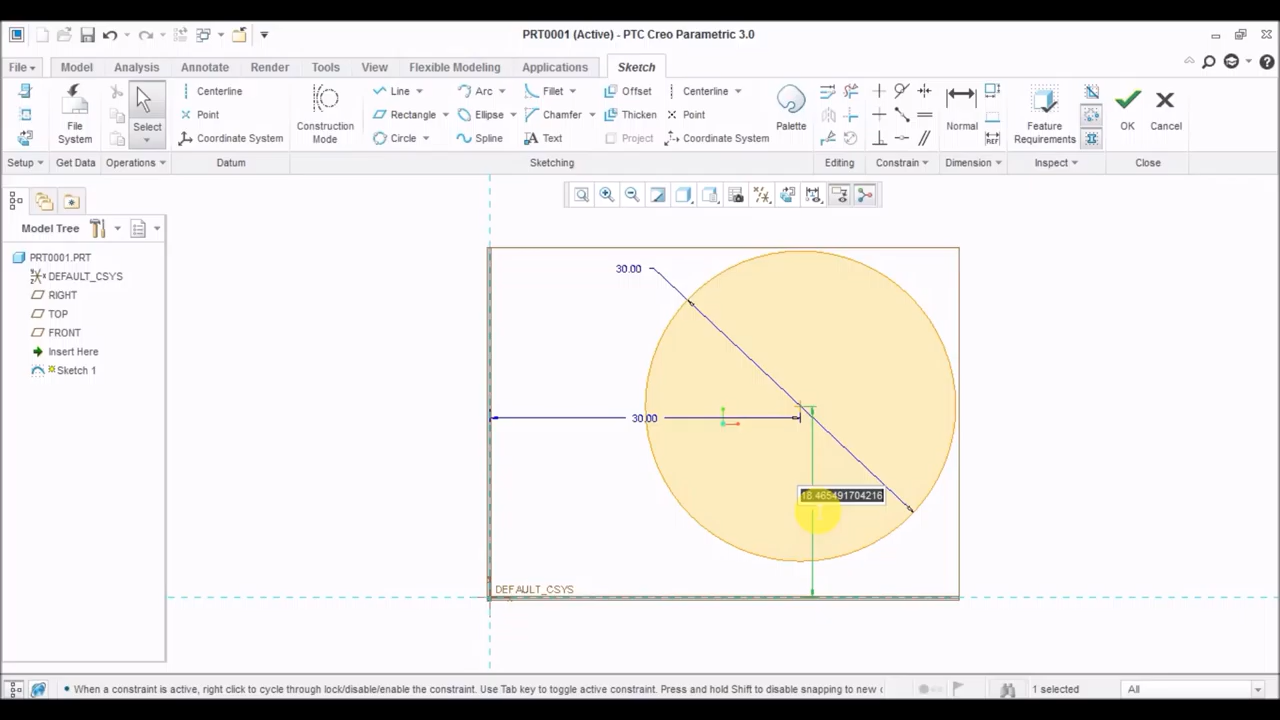 PRT0001 (Active) - PTC Creo Parametric 3.0
File Model Analysis Annotate Render Tools View Flexible Modeling Applications Sketch
Centerline Line Arc Fillet Offset Centerline
Point Rectangle Ellipse Chamfer Thicken Point
File System Select Coordinate System Construction Mode Circle Spline Text Project Coordinate System Palette Normal Feature Requirements OK Cancel
Setup Get Data Operations Datum Sketching Editing Constrain Dimension Inspect Close
Model Tree
PRT0001.PRT
DEFAULT_CSYS
RIGHT
TOP
FRONT
Insert Here
Sketch 1
30.00
30.00
18.465491704216
DEFAULT_CSYS
• When a constraint is active, right click to cycle through lock/disable/enable the constraint. Use Tab key to toggle active constraint. Press and hold Shift to disable snapping to new
1 selected
All